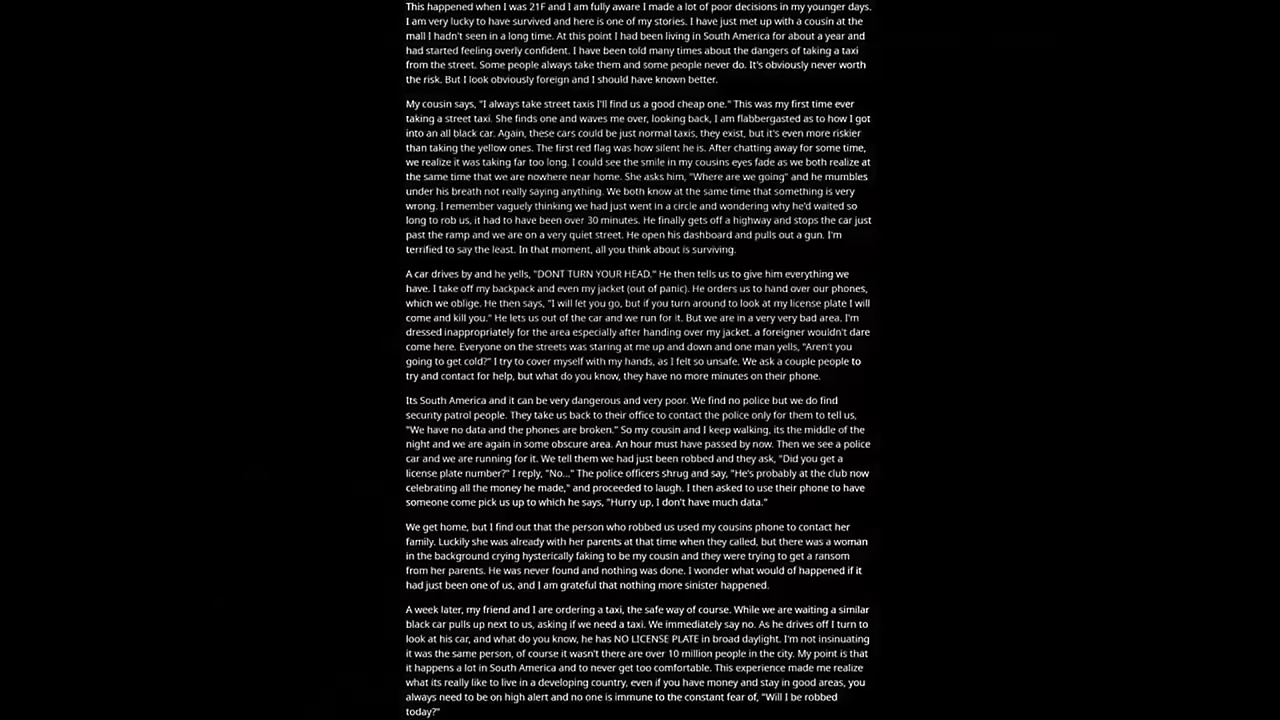 This happened when I was 21F and I am fully aware I made a lot of poor decisions in my younger days.
I am very lucky to have survived and here is one of my stories. I have just met up with a cousin at the
mall I hadn't seen in a long time. At this point I had been living in South America for about a year and
had started feeling overly confident. I have been told many times about the dangers of taking a taxi
from the street. Some people always take them and some people never do. It's obviously never worth
the risk. But I look obviously foreign and I should have known better.
My cousin says, "I always take street taxis I'll find us a good cheap one." This was my first time ever
taking a street taxi. She finds one and waves me over, looking back, I am flabbergasted as to how I got
into an all black car. Again, these cars could be just normal taxis, they exist, but it's even more riskier
than taking the yellow ones. The first red flag was how silent he is. After chatting away for some time,
we realize it was taking far too long. I could see the smile in my cousins eyes fade as we both realize at
the same time that we are nowhere near home. She asks him, "Where are we going" and he mumbles
under his breath not really saying anything. We both know at the same time that something is very
wrong. I remember vaguely thinking we had just went in a circle and wondering why he'd waited so
long to rob us, it had to have been over 30 minutes. He finally gets off a highway and stops the car just
past the ramp and we are on a very quiet street. He open his dashboard and pulls out a gun. I'm
terrified to say the least. In that moment, all you think about is surviving.
A car drives by and he yells, "DONT TURN YOUR HEAD." He then tells us to give him everything we
have. I take off my backpack and even my jacket (out of panic). He orders us to hand over our phones,
which we oblige. He then says, "I will let you go, but if you turn around to look at my license plate I will
come and kill you." He lets us out of the car and we run for it. But we are in a very very bad area. I'm
dressed inappropriately for the area especially after handing over my jacket. a foreigner wouldn't dare
come here. Everyone on the streets was staring at me up and down and one man yells, "Aren't you
going to get cold?" I try to cover myself with my hands, as I felt so unsafe. We ask a couple people to
try and contact for help, but what do you know, they have no more minutes on their phone.
Its South America and it can be very dangerous and very poor. We find no police but we do find
security patrol people. They take us back to their office to contact the police only for them to tell us,
"We have no data and the phones are broken." So my cousin and I keep walking, its the middle of the
night and we are again in some obscure area. An hour must have passed by now. Then we see a police
car and we are running for it. We tell them we had just been robbed and they ask, "Did you get a
license plate number?" I reply, "No..." The police officers shrug and say, "He's probably at the club now
celebrating all the money he made," and proceeded to laugh. I then asked to use their phone to have
someone come pick us up to which he says, "Hurry up, I don't have much data."
We get home, but I find out that the person who robbed us used my cousins phone to contact her
family. Luckily she was already with her parents at that time when they called, but there was a woman
in the background crying hysterically faking to be my cousin and they were trying to get a ransom
from her parents. He was never found and nothing was done. I wonder what would of happened if it
had just been one of us, and I am grateful that nothing more sinister happened.
A week later, my friend and I are ordering a taxi, the safe way of course. While we are waiting a similar
black car pulls up next to us, asking if we need a taxi. We immediately say no. As he drives off I turn to
look at his car, and what do you know, he has NO LICENSE PLATE in broad daylight. I'm not insinuating
it was the same person, of course it wasn't there are over 10 million people in the city. My point is that
it happens a lot in South America and to never get too comfortable. This experience made me realize
what its really like to live in a developing country, even if you have money and stay in good areas, you
always need to be on high alert and no one is immune to the constant fear of, "Will I be robbed
today?"